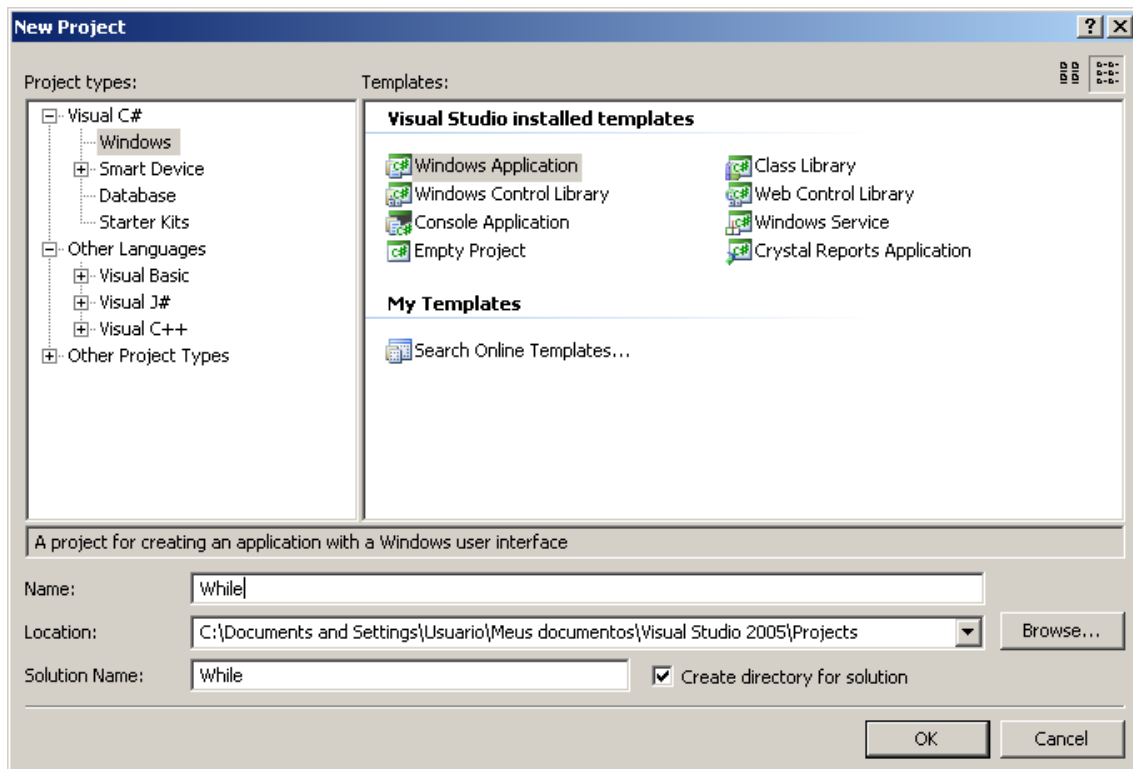 New Project
Project types:
Templates:
Visual C#
Windows
Smart Device
Database
Starter Kits
Other Languages
Visual Basic
Visual J#
Visual C++
Other Project Types
Visual Studio installed templates
Windows Application
Class Library
Windows Control Library
Web Control Library
Console Application
Windows Service
Empty Project
Crystal Reports Application
My Templates
Search Online Templates...
A project for creating an application with a Windows user interface
Name: While
Location: C:\Documents and Settings\Usuario\Meus documentos\Visual Studio 2005\Projects Browse...
Solution Name: While Create directory for solution
OK Cancel